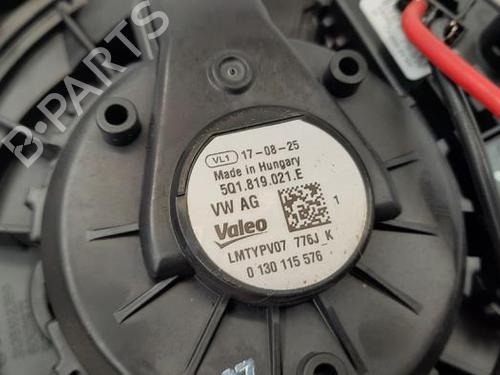 VL1 17-08-25
Made in Hungary
5Q1.819.021.E
VW AG
Valeo
1
LMTYPV07 776J_K
0 130 115 576